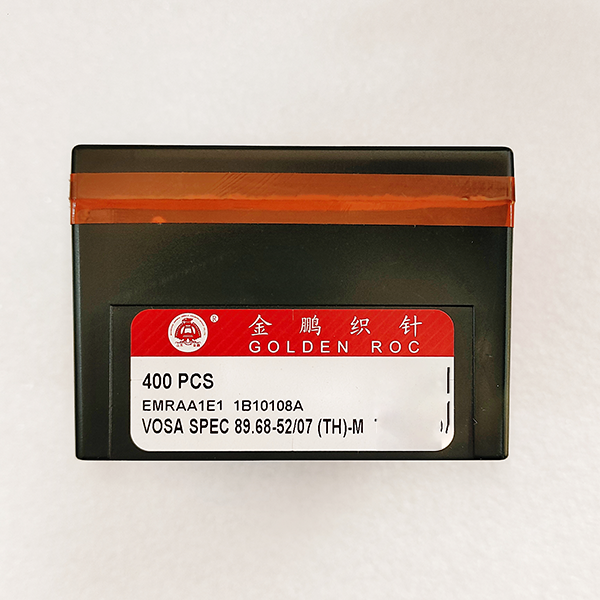 金鹏织针
®
GOLDEN ROC
400 PCS
EMRAA1E1 1B10108A
VOSA SPEC 89.68-52/07 (TH)-M